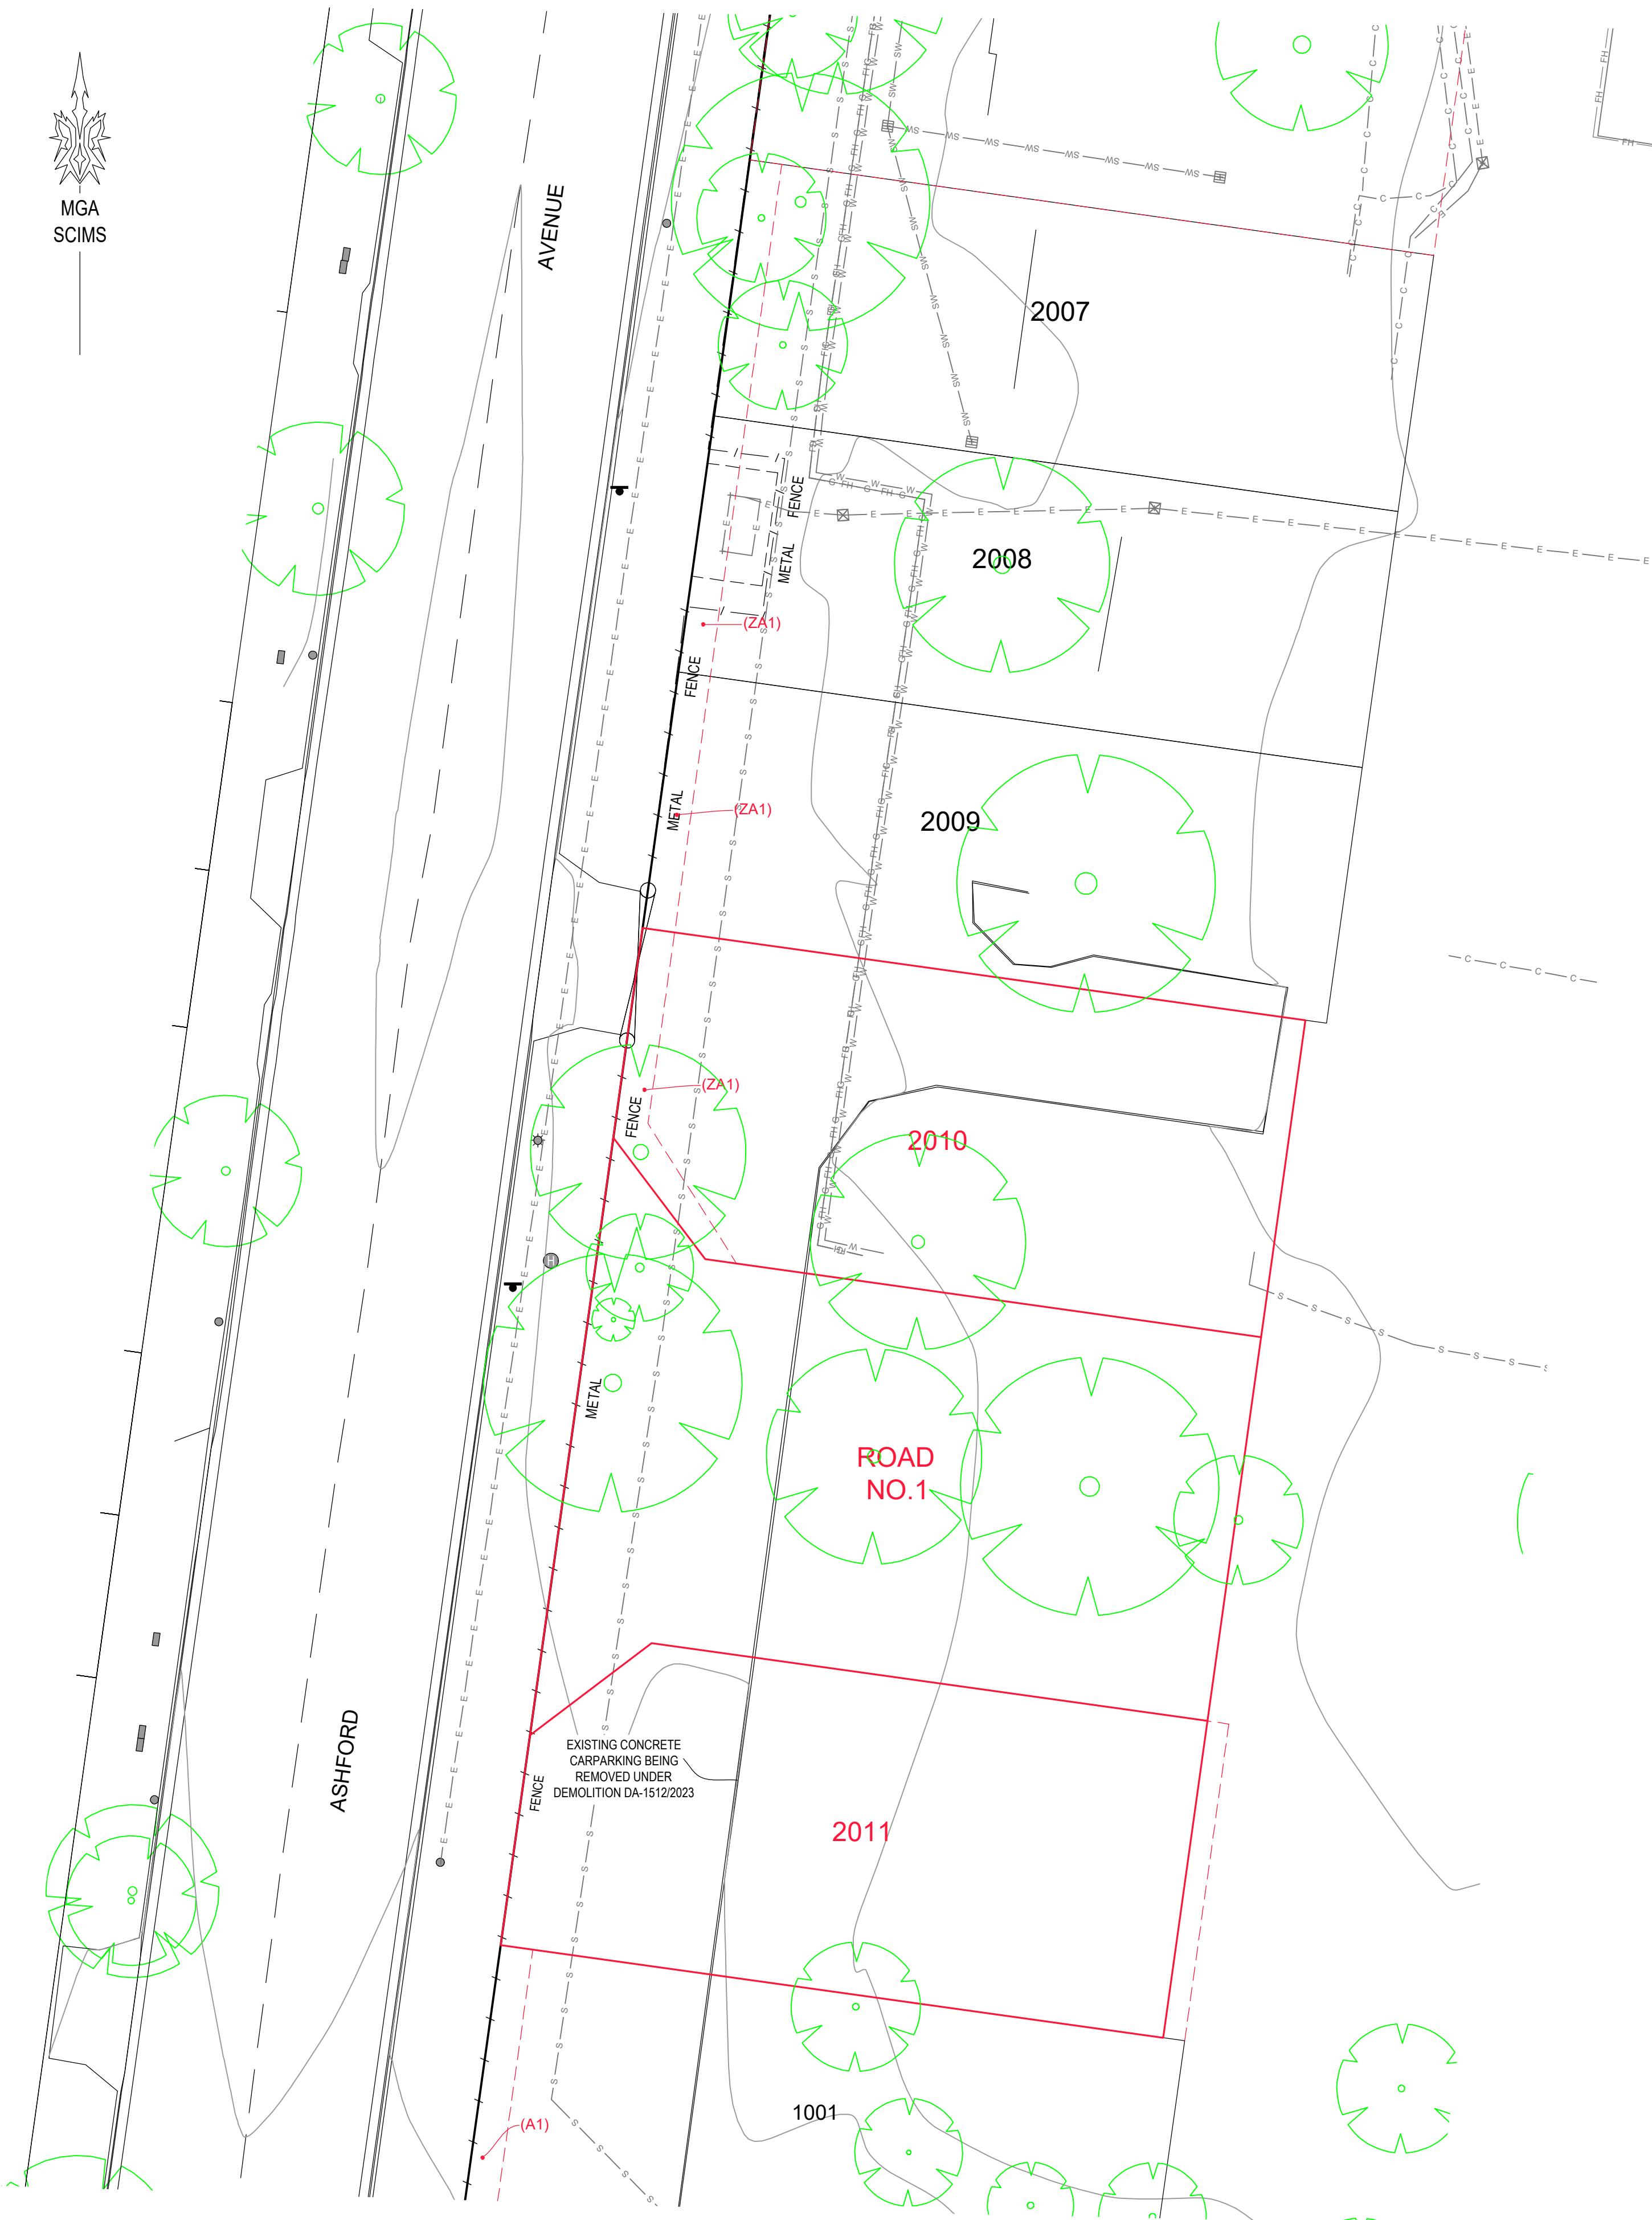 MGA
SCIMS
AVENUE
2007
FENCE
METAL
2008
(ZA1)
FENCE
METAL
(ZA1)
2009
(ZA1)
FENCE
2010
METAL
ROAD
NO.1
EXISTING CONCRETE
CARPARKING BEING
REMOVED UNDER
DEMOLITION DA-1512/2023
ASHFORD
FENCE
2011
1001
(A1)
H